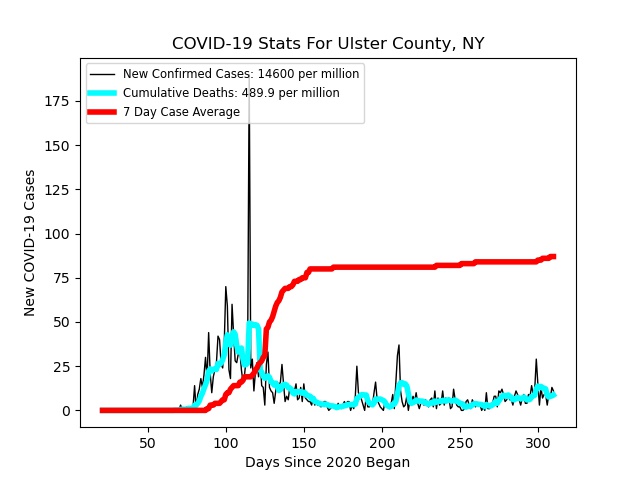 COVID-19 Stats For Ulster County, NY
New Confirmed Cases: 14600 per million
Cumulative Deaths: 489.9 per million
7 Day Case Average
175
150
125
100
75
50
25
0
New COVID-19 Cases
50 100 150 200 250 300
Days Since 2020 Began